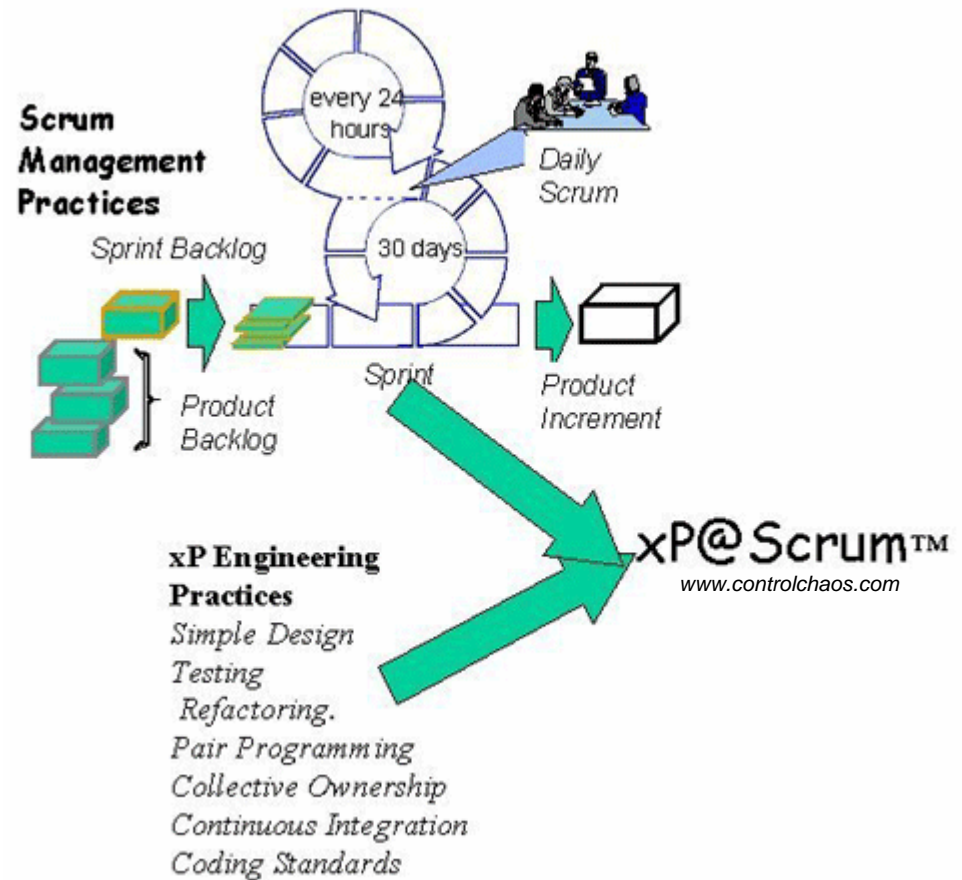 every 24
hours
Scrum
Management
Practices
Daily
Scrum
Sprint Backlog
30 days
Sprint
Product
Backlog
Product
Increment
xP Engineering
Practices
Simple Design
Testing
Refactoring.
Pair Programming
Collective Ownership
Continuous Integration
Coding Standards
xP@Scrum™
www.controlchaos.com